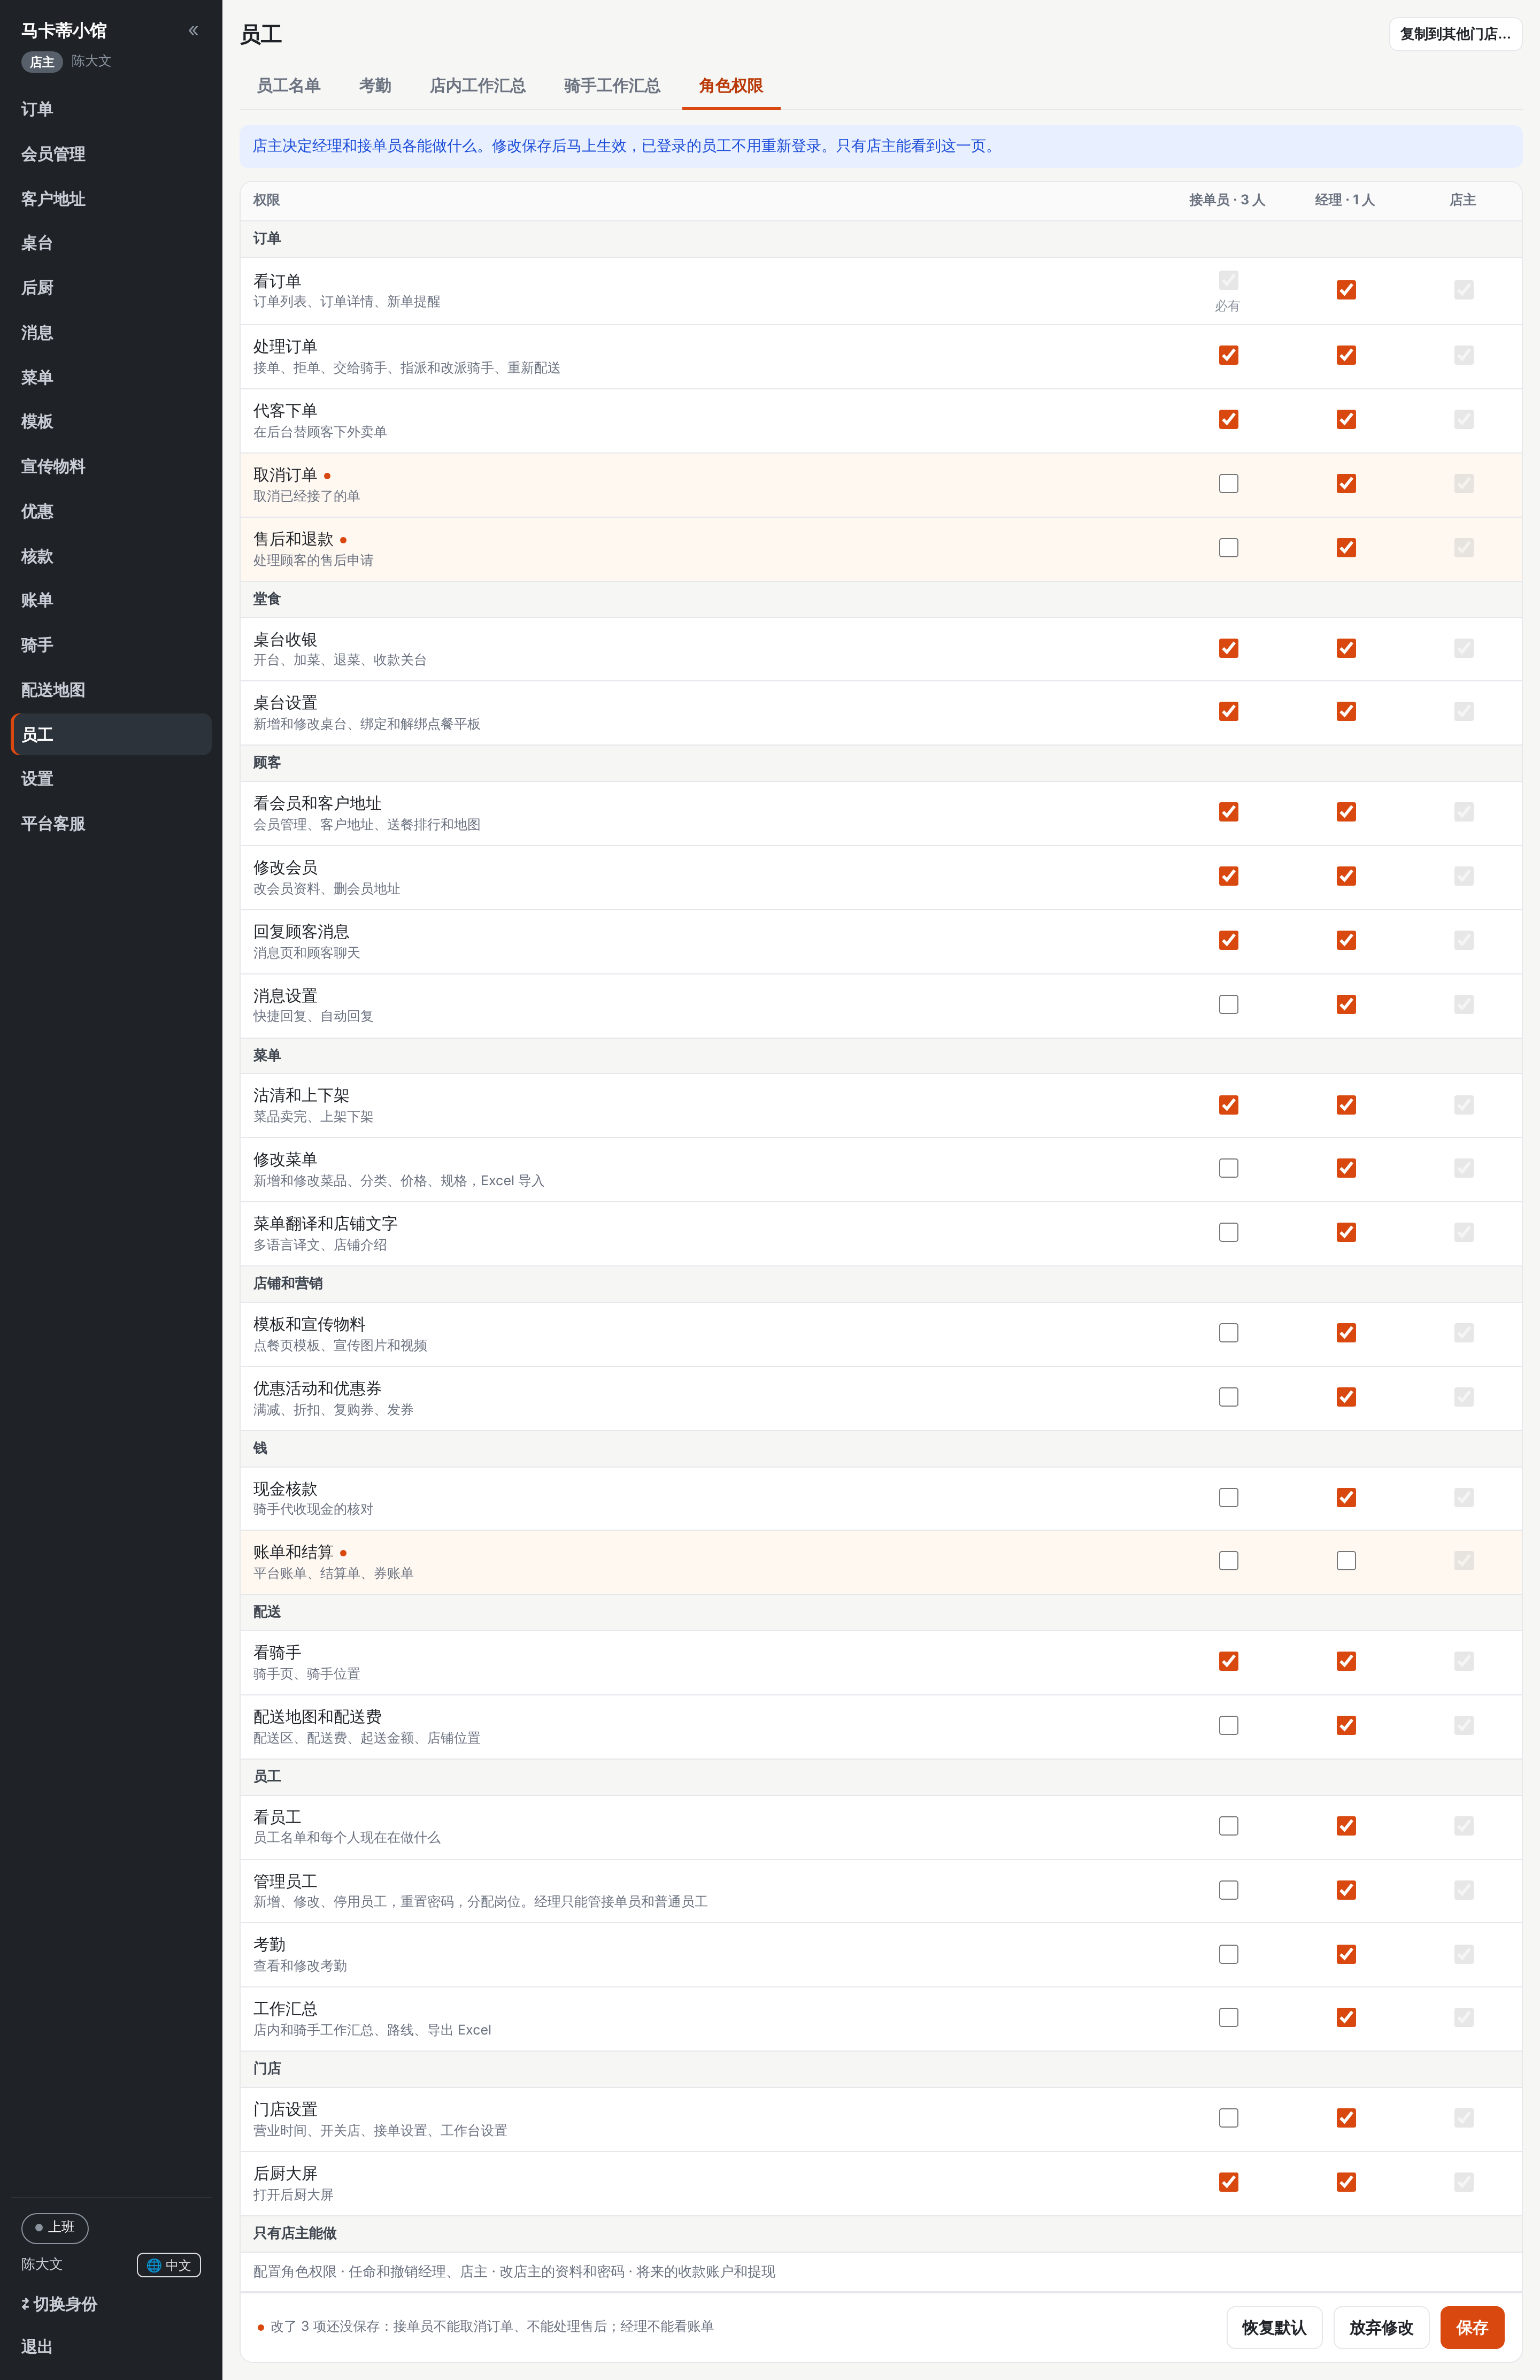 马卡蒂小馆 «
店主 陈大文
订单
会员管理
客户地址
桌台
后厨
消息
菜单
模板
宣传物料
优惠
核款
账单
骑手
配送地图
员工
设置
平台客服
上班
陈大文 中文
⇄ 切换身份
退出
员工 复制到其他门店...
员工名单 考勤 店内工作汇总 骑手工作汇总 角色权限
店主决定经理和接单员各能做什么。修改保存后马上生效，已登录的员工不用重新登录。只有店主能看到这一页。
权限 接单员 · 3 人 经理 · 1 人 店主
订单
看订单
订单列表、订单详情、新单提醒
必有
处理订单
接单、拒单、交给骑手、指派和改派骑手、重新配送
代客下单
在后台替顾客下外卖单
取消订单
取消已经接了的单
售后和退款
处理顾客的售后申请
堂食
桌台收银
开台、加菜、退菜、收款关台
桌台设置
新增和修改桌台、绑定和解绑点餐平板
顾客
看会员和客户地址
会员管理、客户地址、送餐排行和地图
修改会员
改会员资料、删会员地址
回复顾客消息
消息页和顾客聊天
消息设置
快捷回复、自动回复
菜单
沽清和上下架
菜品卖完、上架下架
修改菜单
新增和修改菜品、分类、价格、规格，Excel 导入
菜单翻译和店铺文字
多语言译文、店铺介绍
店铺和营销
模板和宣传物料
点餐页模板、宣传图片和视频
优惠活动和优惠券
满减、折扣、复购券、发券
钱
现金核款
骑手代收现金的核对
账单和结算
平台账单、结算单、券账单
配送
看骑手
骑手页、骑手位置
配送地图和配送费
配送区、配送费、起送金额、店铺位置
员工
看员工
员工名单和每个人现在在做什么
管理员工
新增、修改、停用员工，重置密码，分配岗位。经理只能管接单员和普通员工
考勤
查看和修改考勤
工作汇总
店内和骑手工作汇总、路线、导出 Excel
门店
门店设置
营业时间、开关店、接单设置、工作台设置
后厨大屏
打开后厨大屏
只有店主能做
配置角色权限 · 任命和撤销经理、店主 · 改店主的资料和密码 · 将来的收款账户和提现
改了 3 项还没保存：接单员不能取消订单、不能处理售后；经理不能看账单 恢复默认 放弃修改 保存